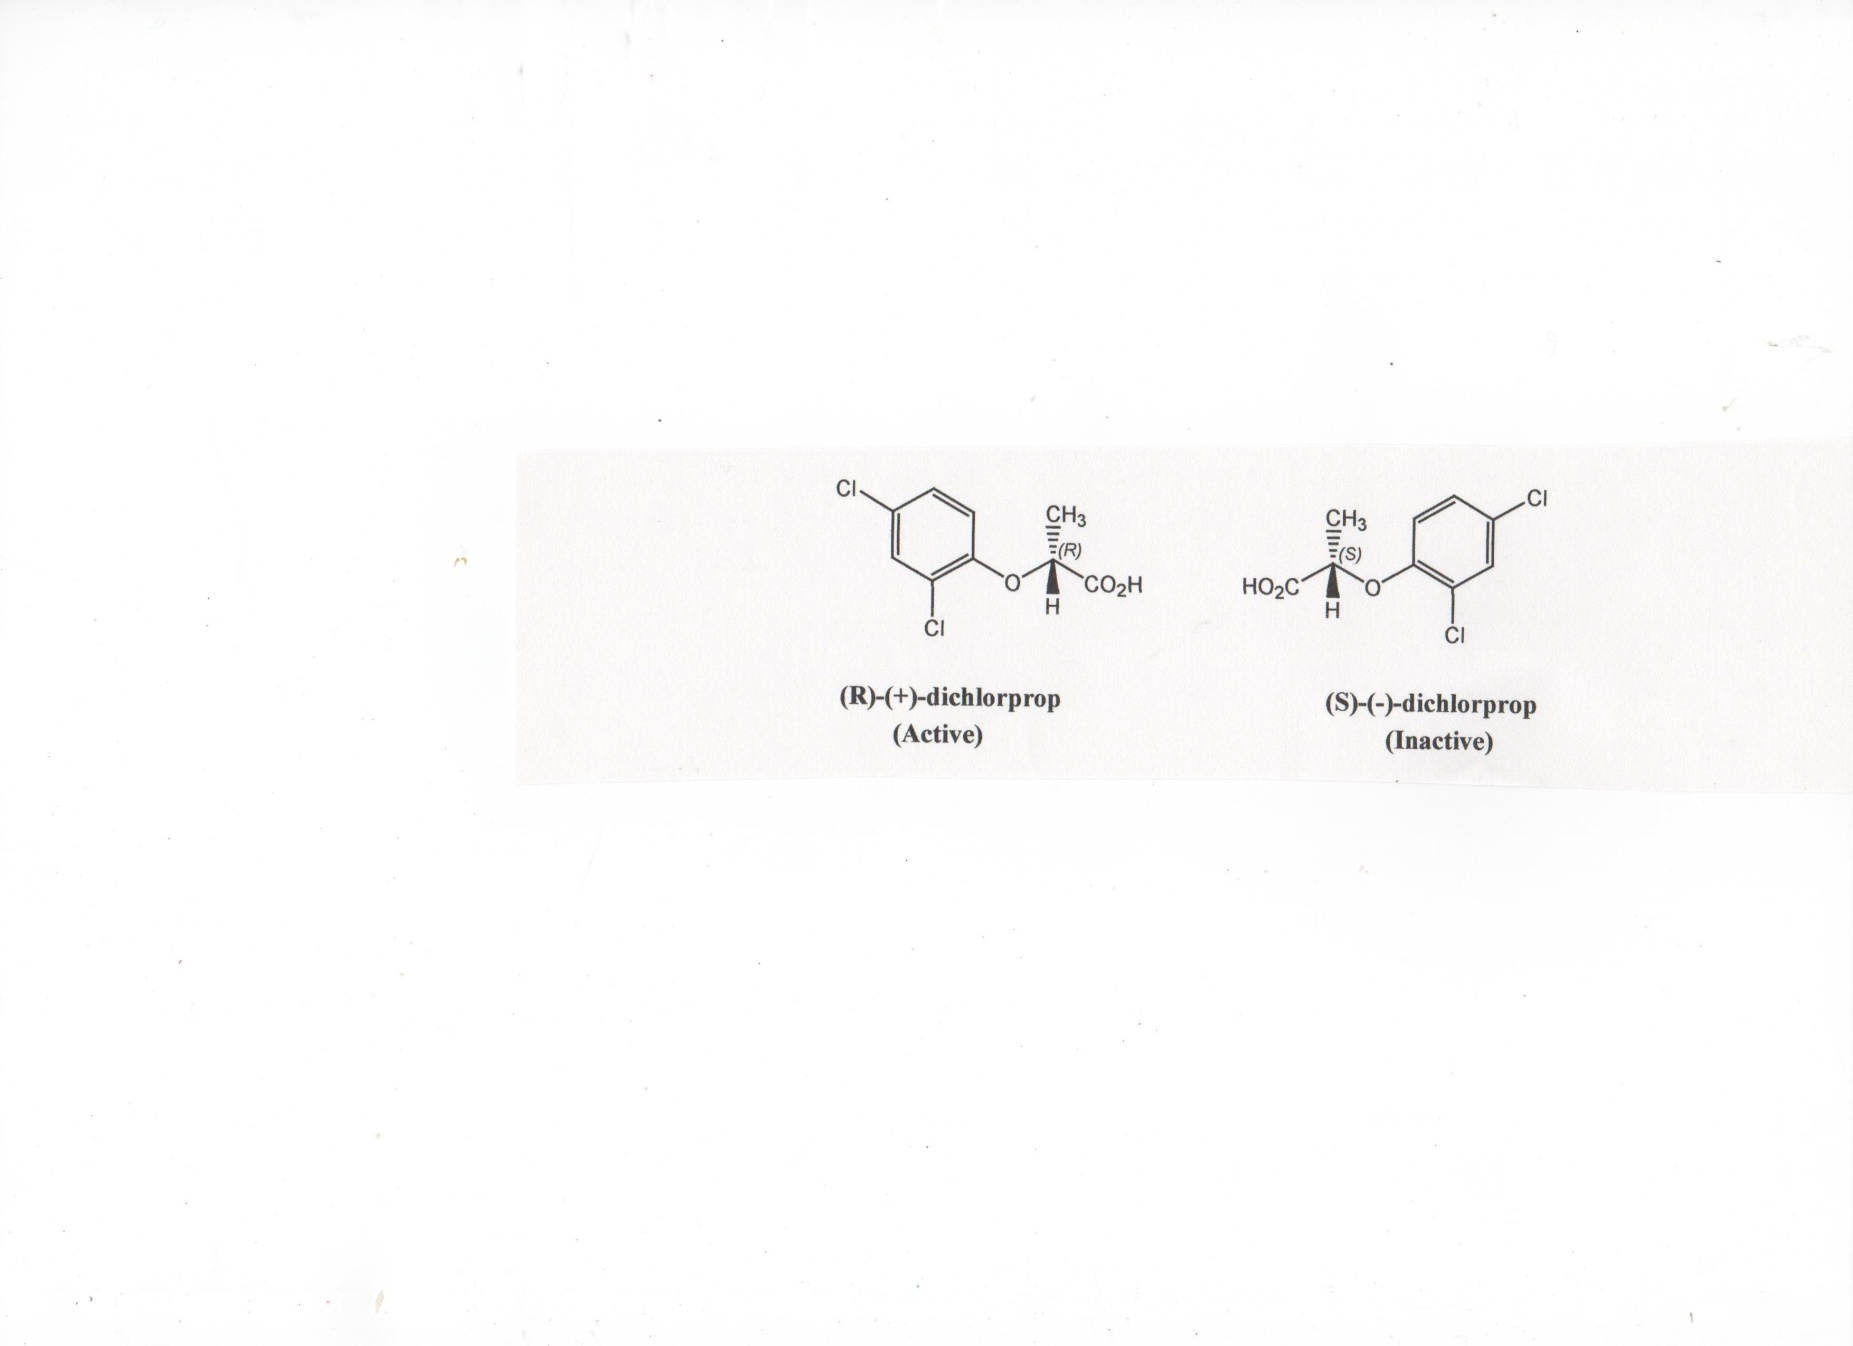 Cl
CH3
(R)
O
CO2H
H
Cl
(R)-(+)-dichlorprop
(Active)
Cl
CH3
(S)
HO2C
O
H
Cl
(S)-(-)-dichlorprop
(Inactive)